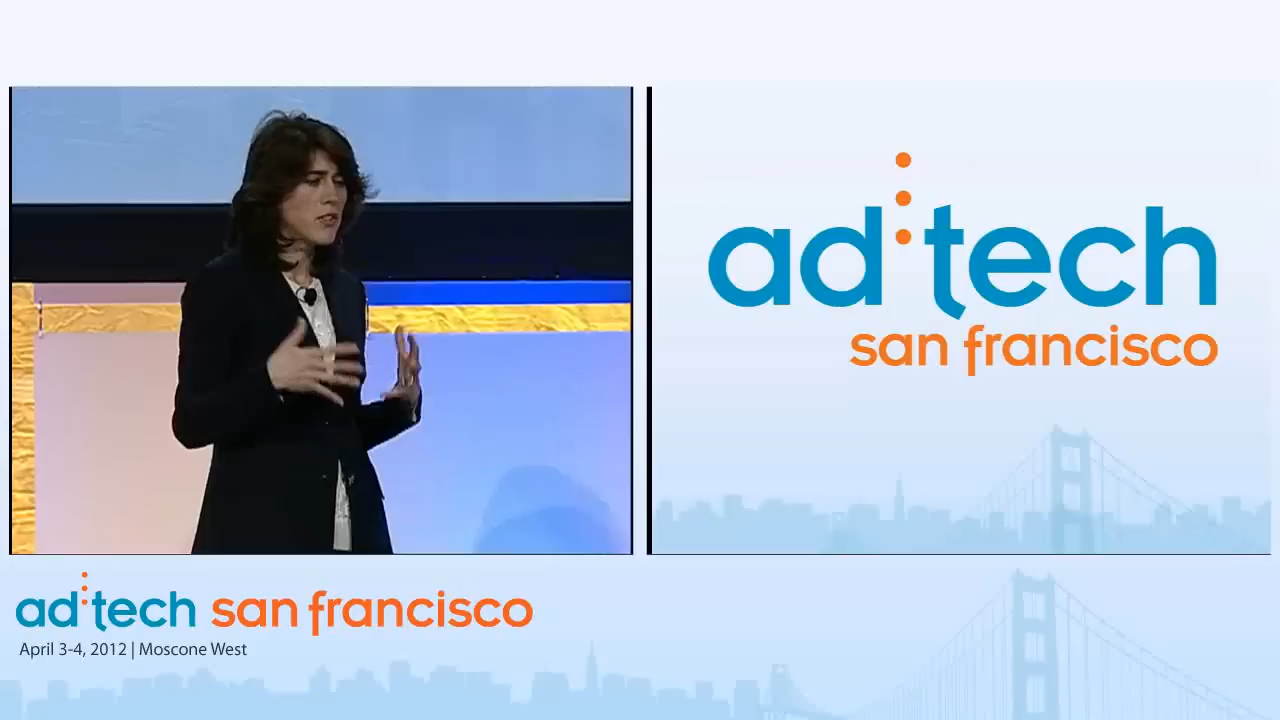 ad:tech
san francisco
ad:tech san francisco
April 3-4, 2012 | Moscone West